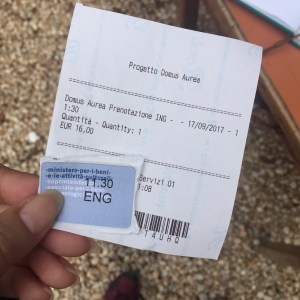 Progetto Domus Aurea
Domus Aurea Prenotazione ING - - 17/09/2017 - 1
1:30
Quantità - Quantity: 1
EUR 16,00
Servizi 01
1:08
ministero per i beni
e le attività culturali
11.30
ENG